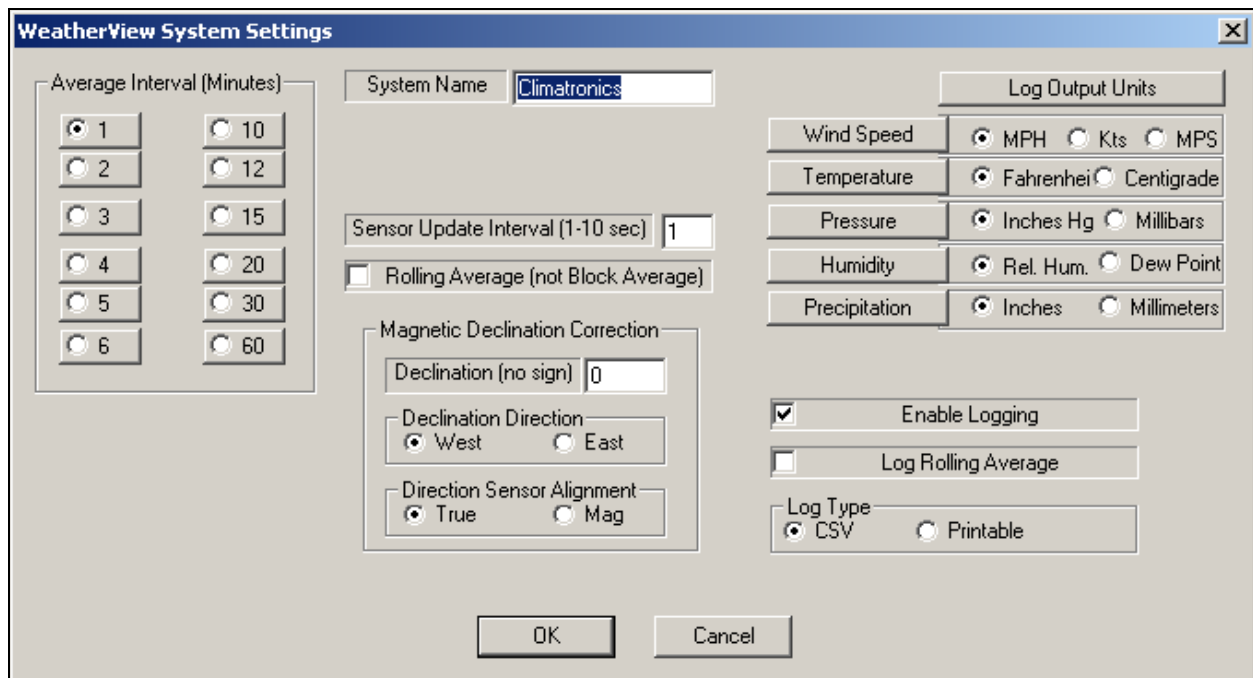 WeatherView System Settings
Average Interval (Minutes)
1
10
2
12
3
15
4
20
5
30
6
60
System Name
Climatronics
Sensor Update Interval (1-10 sec)
1
Rolling Average (not Block Average)
Magnetic Declination Correction
Declination (no sign)
0
Declination Direction
West
East
Direction Sensor Alignment
True
Mag
Log Output Units
Wind Speed
MPH
Kts
MPS
Temperature
Fahrenhei
Centigrade
Pressure
Inches Hg
Millibars
Humidity
Rel. Hum.
Dew Point
Precipitation
Inches
Millimeters
Enable Logging
Log Rolling Average
Log Type
CSV
Printable
OK
Cancel